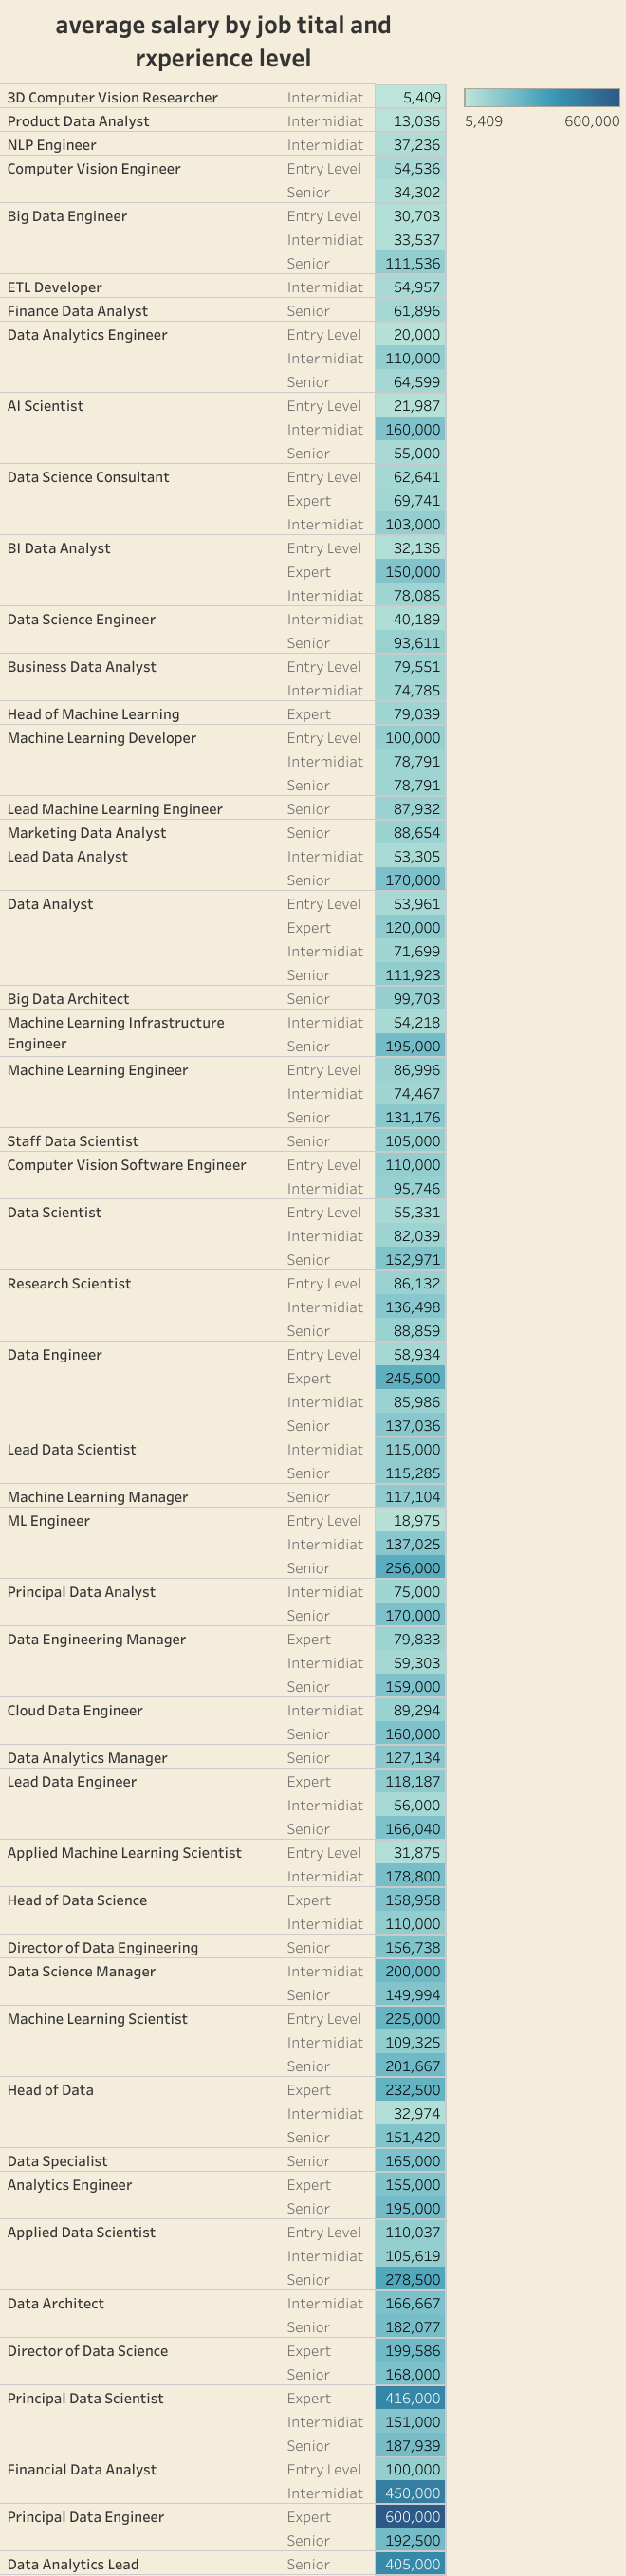 average salary by job tital and
rxperience level
3D Computer Vision Researcher Intermidiat 5,409
5,409 600,000
Product Data Analyst Intermidiat 13,036
NLP Engineer Intermidiat 37,236
Computer Vision Engineer Entry Level 54,536
Senior 34,302
Big Data Engineer Entry Level 30,703
Intermidiat 33,537
Senior 111,536
ETL Developer Intermidiat 54,957
Finance Data Analyst Senior 61,896
Data Analytics Engineer Entry Level 20,000
Intermidiat 110,000
Senior 64,599
AI Scientist Entry Level 21,987
Intermidiat 160,000
Senior 55,000
Data Science Consultant Entry Level 62,641
Expert 69,741
Intermidiat 103,000
BI Data Analyst Entry Level 32,136
Expert 150,000
Intermidiat 78,086
Data Science Engineer Intermidiat 40,189
Senior 93,611
Business Data Analyst Entry Level 79,551
Intermidiat 74,785
Head of Machine Learning Expert 79,039
Machine Learning Developer Entry Level 100,000
Intermidiat 78,791
Senior 78,791
Lead Machine Learning Engineer Senior 87,932
Marketing Data Analyst Senior 88,654
Lead Data Analyst Intermidiat 53,305
Senior 170,000
Data Analyst Entry Level 53,961
Expert 120,000
Intermidiat 71,699
Senior 111,923
Big Data Architect Senior 99,703
Machine Learning Infrastructure Intermidiat 54,218
Engineer Senior 195,000
Machine Learning Engineer Entry Level 86,996
Intermidiat 74,467
Senior 131,176
Staff Data Scientist Senior 105,000
Computer Vision Software Engineer Entry Level 110,000
Intermidiat 95,746
Data Scientist Entry Level 55,331
Intermidiat 82,039
Senior 152,971
Research Scientist Entry Level 86,132
Intermidiat 136,498
Senior 88,859
Data Engineer Entry Level 58,934
Expert 245,500
Intermidiat 85,986
Senior 137,036
Lead Data Scientist Intermidiat 115,000
Senior 115,285
Machine Learning Manager Senior 117,104
ML Engineer Entry Level 18,975
Intermidiat 137,025
Senior 256,000
Principal Data Analyst Intermidiat 75,000
Senior 170,000
Data Engineering Manager Expert 79,833
Intermidiat 59,303
Senior 159,000
Cloud Data Engineer Intermidiat 89,294
Senior 160,000
Data Analytics Manager Senior 127,134
Lead Data Engineer Expert 118,187
Intermidiat 56,000
Senior 166,040
Applied Machine Learning Scientist Entry Level 31,875
Intermidiat 178,800
Head of Data Science Expert 158,958
Intermidiat 110,000
Director of Data Engineering Senior 156,738
Data Science Manager Intermidiat 200,000
Senior 149,994
Machine Learning Scientist Entry Level 225,000
Intermidiat 109,325
Senior 201,667
Head of Data Expert 232,500
Intermidiat 32,974
Senior 151,420
Data Specialist Senior 165,000
Analytics Engineer Expert 155,000
Senior 195,000
Applied Data Scientist Entry Level 110,037
Intermidiat 105,619
Senior 278,500
Data Architect Intermidiat 166,667
Senior 182,077
Director of Data Science Expert 199,586
Senior 168,000
Principal Data Scientist Expert 416,000
Intermidiat 151,000
Senior 187,939
Financial Data Analyst Entry Level 100,000
Intermidiat 450,000
Principal Data Engineer Expert 600,000
Senior 192,500
Data Analytics Lead Senior 405,000